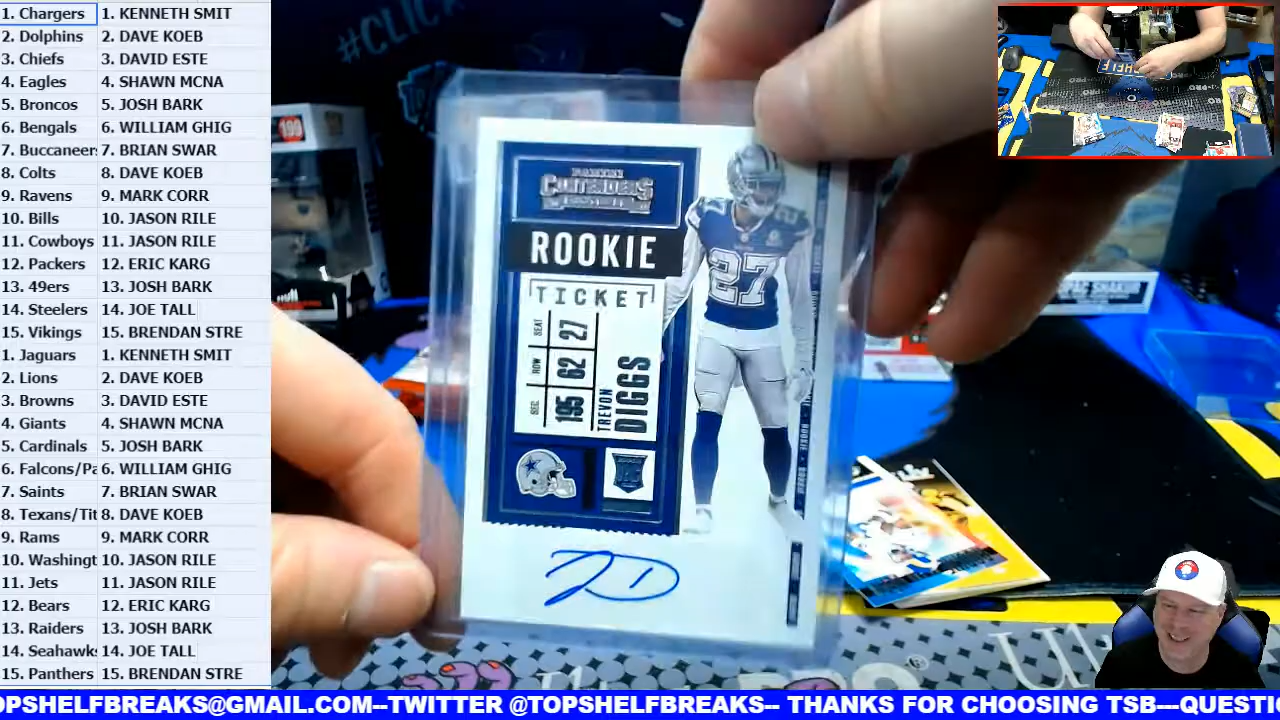 1. Chargers 1. KENNETH SMIT
2. Dolphins 2. DAVE KOEB
3. Chiefs 3. DAVID ESTE
4. Eagles 4. SHAWN MCNA
5. Broncos 5. JOSH BARK
6. Bengals 6. WILLIAM GHIG
7. Buccaneer 7. BRIAN SWAR
8. Colts 8. DAVE KOEB
9. Ravens 9. MARK CORR
10. Bills 10. JASON RILE
11. Cowboys 11. JASON RILE
12. Packers 12. ERIC KARG
13. 49ers 13. JOSH BARK
14. Steelers 14. JOE TALL
15. Vikings 15. BRENDAN STRE
1. Jaguars 1. KENNETH SMIT
2. Lions 2. DAVE KOEB
3. Browns 3. DAVID ESTE
4. Giants 4. SHAWN MCNA
5. Cardinals 5. JOSH BARK
6. Falcons/Pa 6. WILLIAM GHIG
7. Saints 7. BRIAN SWAR
8. Texans/Tit 8. DAVE KOEB
9. Rams 9. MARK CORR
10. Washingt 10. JASON RILE
11. Jets 11. JASON RILE
12. Bears 12. ERIC KARG
13. Raiders 13. JOSH BARK
14. Seahawks 14. JOE TALL
15. Panthers 15. BRENDAN STRE
#CLICK
199
PANINI
CONTENDERS
ROOKIE
TICKET
SEAT 27
ROW 62
SEC. 195
TREVON
DIGGS
27
PAC SHAKUR
OPSHELFBREAKS@GMAIL.COM--TWITTER @TOPSHELFBREAKS-- THANKS FOR CHOOSING TSB---QUESTI